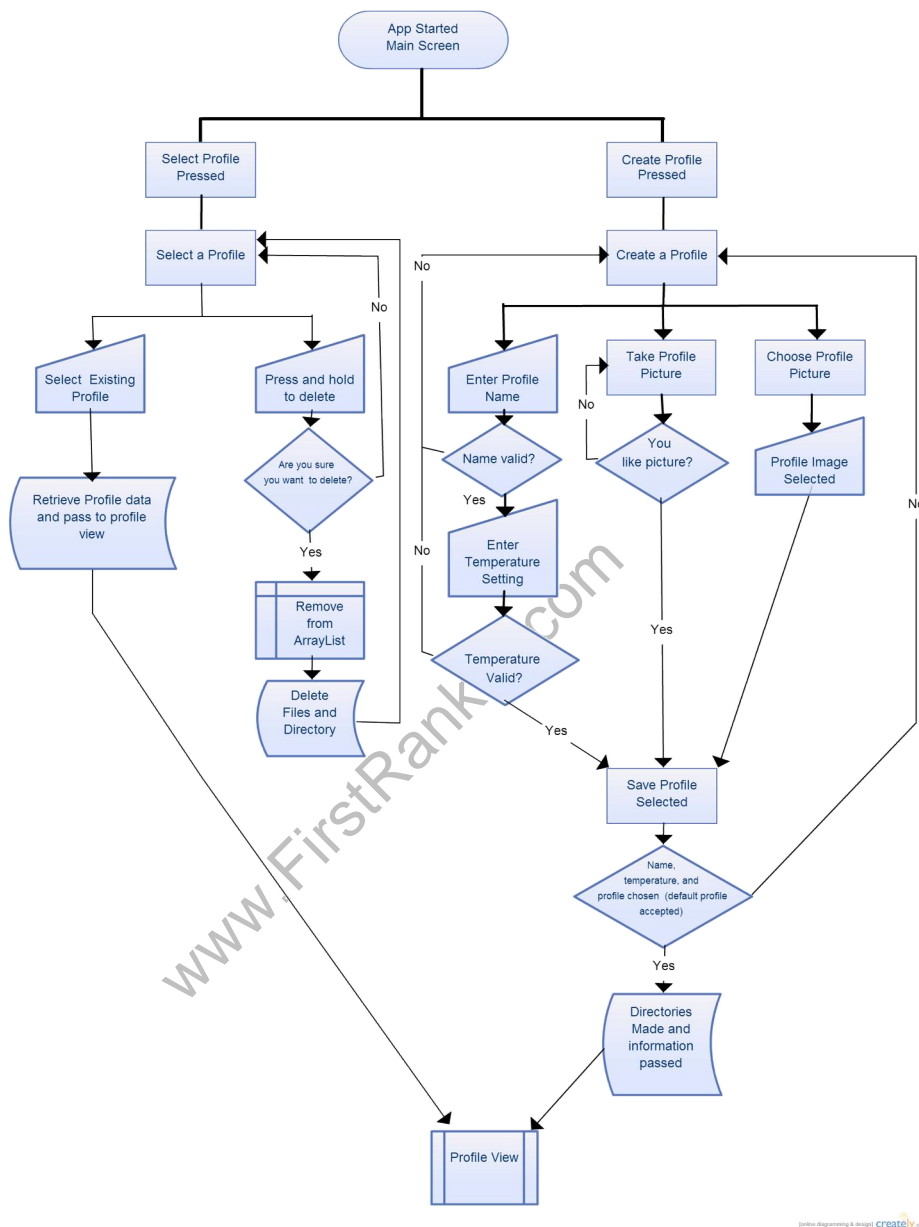 App Started
Main Screen
Select Profile
Pressed
Create Profile
Pressed
Select a Profile
No
Create a Profile
No
Select Existing
Profile
Press and hold
to delete
Enter Profile
Name
Take Profile
Picture
Choose Profile
Picture
No
Are you sure
you want to delete?
Name valid?
You
like picture?
Profile Image
Selected
Retrieve Profile data
and pass to profile
view
Yes
Yes
No
Enter
Temperature
Setting
No
Remove
from
ArrayList
Yes
Temperature
Valid?
Delete
Files and
Directory
Yes
Save Profile
Selected
Name,
temperature, and
profile chosen (default profile
accepted)
Yes
Directories
Made and
information
passed
Profile View
[online diagramming & design] creately